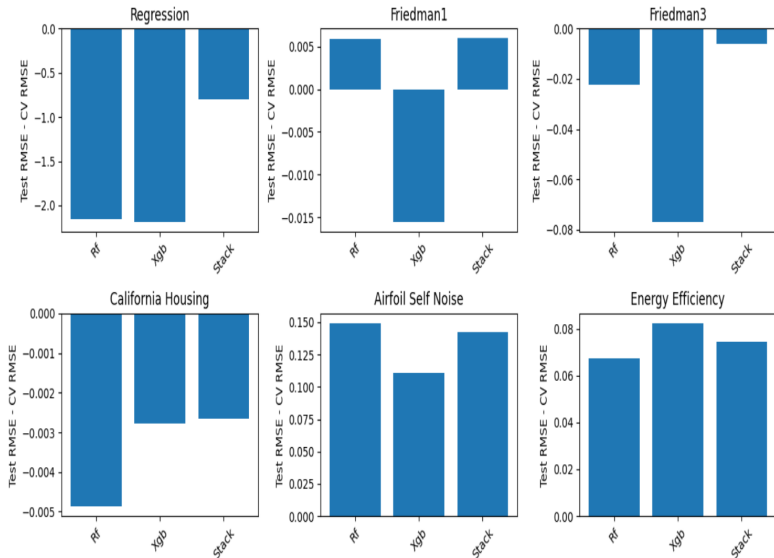 Regression
Test RMSE - CV RMSE
0.0
−0.5
−1.0
−1.5
−2.0
Rf
Xgb
Stack
Friedman1
Test RMSE - CV RMSE
0.005
0.000
−0.005
−0.010
−0.015
Rf
Xgb
Stack
Friedman3
Test RMSE - CV RMSE
0.00
−0.02
−0.04
−0.06
−0.08
Rf
Xgb
Stack
California Housing
Test RMSE - CV RMSE
0.000
−0.001
−0.002
−0.003
−0.004
−0.005
Rf
Xgb
Stack
Airfoil Self Noise
Test RMSE - CV RMSE
0.150
0.125
0.100
0.075
0.050
0.025
0.000
Rf
Xgb
Stack
Energy Efficiency
Test RMSE - CV RMSE
0.08
0.06
0.04
0.02
0.00
Rf
Xgb
Stack